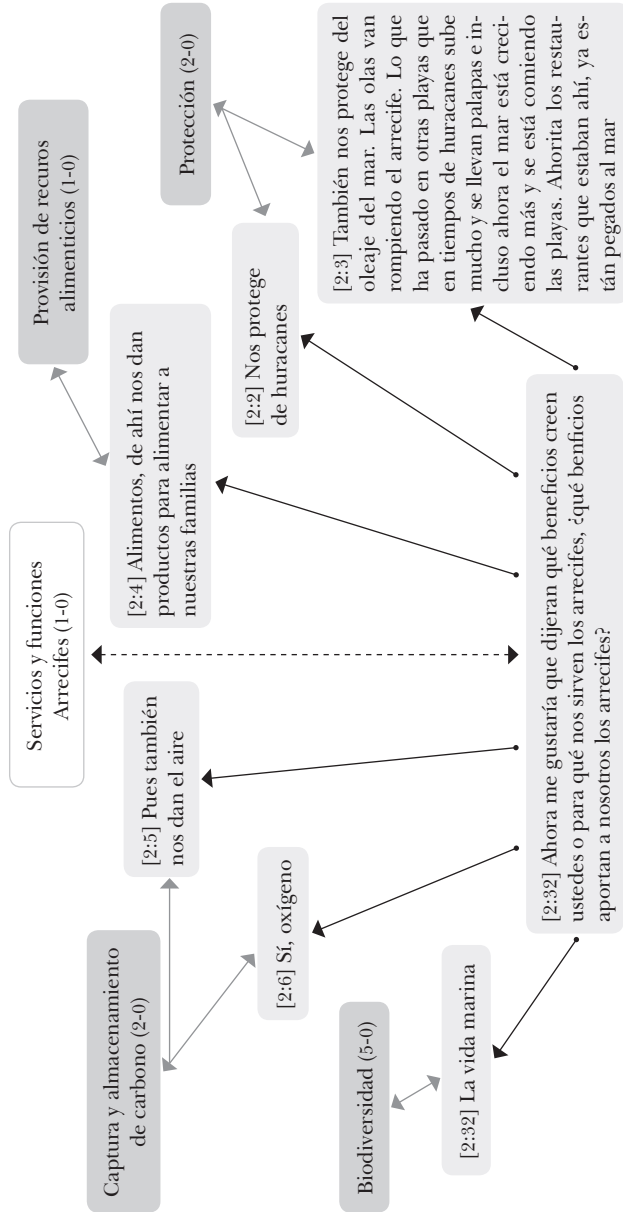 Servicios y funciones
Arrecifes (1-0)
Captura y almacenamiento
de carbono (2-0)
Provisión de recuros
alimenticios (1-0)
Protección (2-0)
Biodiversidad (5-0)
[2:5] Pues también
nos dan el aire
[2:4] Alimentos, de ahí nos dan
productos para alimentar a
nuestras familias
[2:6] Sí, oxígeno
[2:2] Nos protege
de huracanes
[2:32] La vida marina
[2:3] También nos protege del
oleaje del mar. Las olas van
rompiendo el arrecife. Lo que
ha pasado en otras playas que
en tiempos de huracanes sube
mucho y se llevan palapas e in-
cluso ahora el mar está creci-
endo más y se está comiendo
las playas. Ahorita los restau-
rantes que estaban ahí, ya es-
tán pegados al mar
[2:32] Ahora me gustaría que dijeran qué beneficios creen
ustedes o para qué nos sirven los arrecifes, ¿qué benficios
aportan a nosotros los arrecifes?